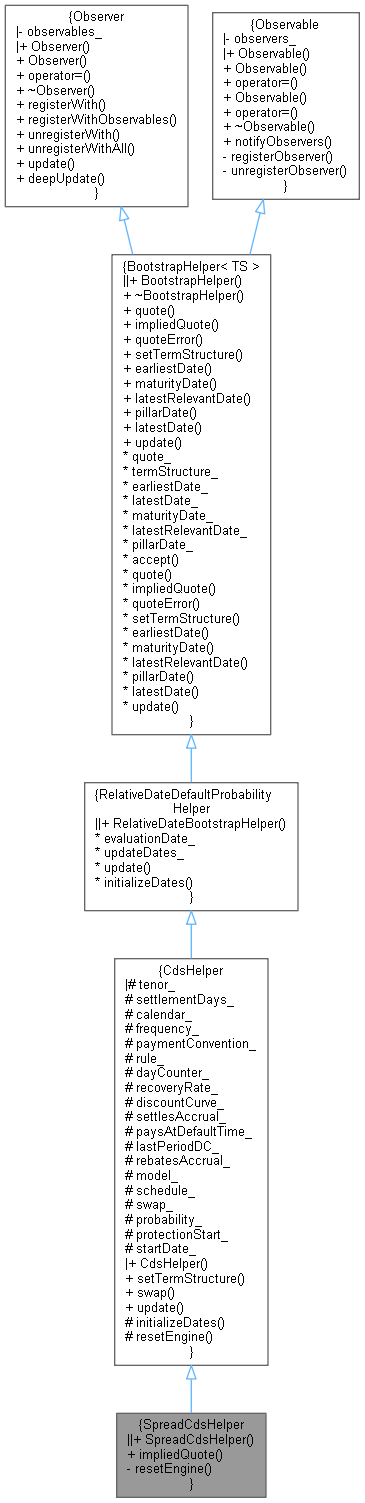 {Observer
|- observables_
|+ Observer()
+ Observer()
+ operator=()
+ ~Observer()
+ registerWith()
+ registerWithObservables()
+ unregisterWith()
+ unregisterWithAll()
+ update()
+ deepUpdate()
}
{Observable
|- observers_
|+ Observable()
+ Observable()
+ operator=()
+ Observable()
+ operator=()
+ ~Observable()
+ notifyObservers()
- registerObserver()
- unregisterObserver()
}
{BootstrapHelper< TS >
||+ BootstrapHelper()
+ ~BootstrapHelper()
+ quote()
+ impliedQuote()
+ quoteError()
+ setTermStructure()
+ earliestDate()
+ maturityDate()
+ latestRelevantDate()
+ pillarDate()
+ latestDate()
+ update()
* quote_
* termStructure_
* earliestDate_
* latestDate_
* maturityDate_
* latestRelevantDate_
* pillarDate_
* accept()
* quote()
* impliedQuote()
* quoteError()
* setTermStructure()
* earliestDate()
* maturityDate()
* latestRelevantDate()
* pillarDate()
* latestDate()
* update()
}
{RelativeDateDefaultProbability
Helper
||+ RelativeDateBootstrapHelper()
* evaluationDate_
* updateDates_
* update()
* initializeDates()
}
{CdsHelper
|# tenor_
# settlementDays_
# calendar_
# frequency_
# paymentConvention_
# rule_
# dayCounter_
# recoveryRate_
# discountCurve_
# settlesAccrual_
# paysAtDefaultTime_
# lastPeriodDC_
# rebatesAccrual_
# model_
# schedule_
# swap_
# probability_
# protectionStart_
# startDate_
|+ CdsHelper()
+ setTermStructure()
+ swap()
+ update()
# initializeDates()
# resetEngine()
}
{SpreadCdsHelper
||+ SpreadCdsHelper()
+ impliedQuote()
- resetEngine()
}